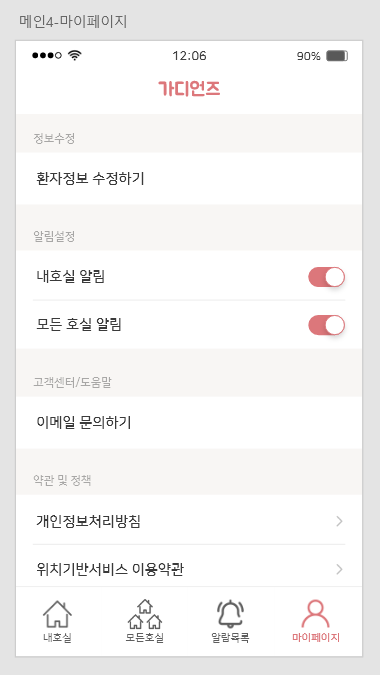 메인4-마이페이지
12:06
90%
가디언즈
정보수정
환자정보 수정하기
알림설정
내호실 알림
모든 호실 알림
고객센터/도움말
이메일 문의하기
약관 및 정책
개인정보처리방침
위치기반서비스 이용약관
내호실 모든호실 알람목록 마이페이지